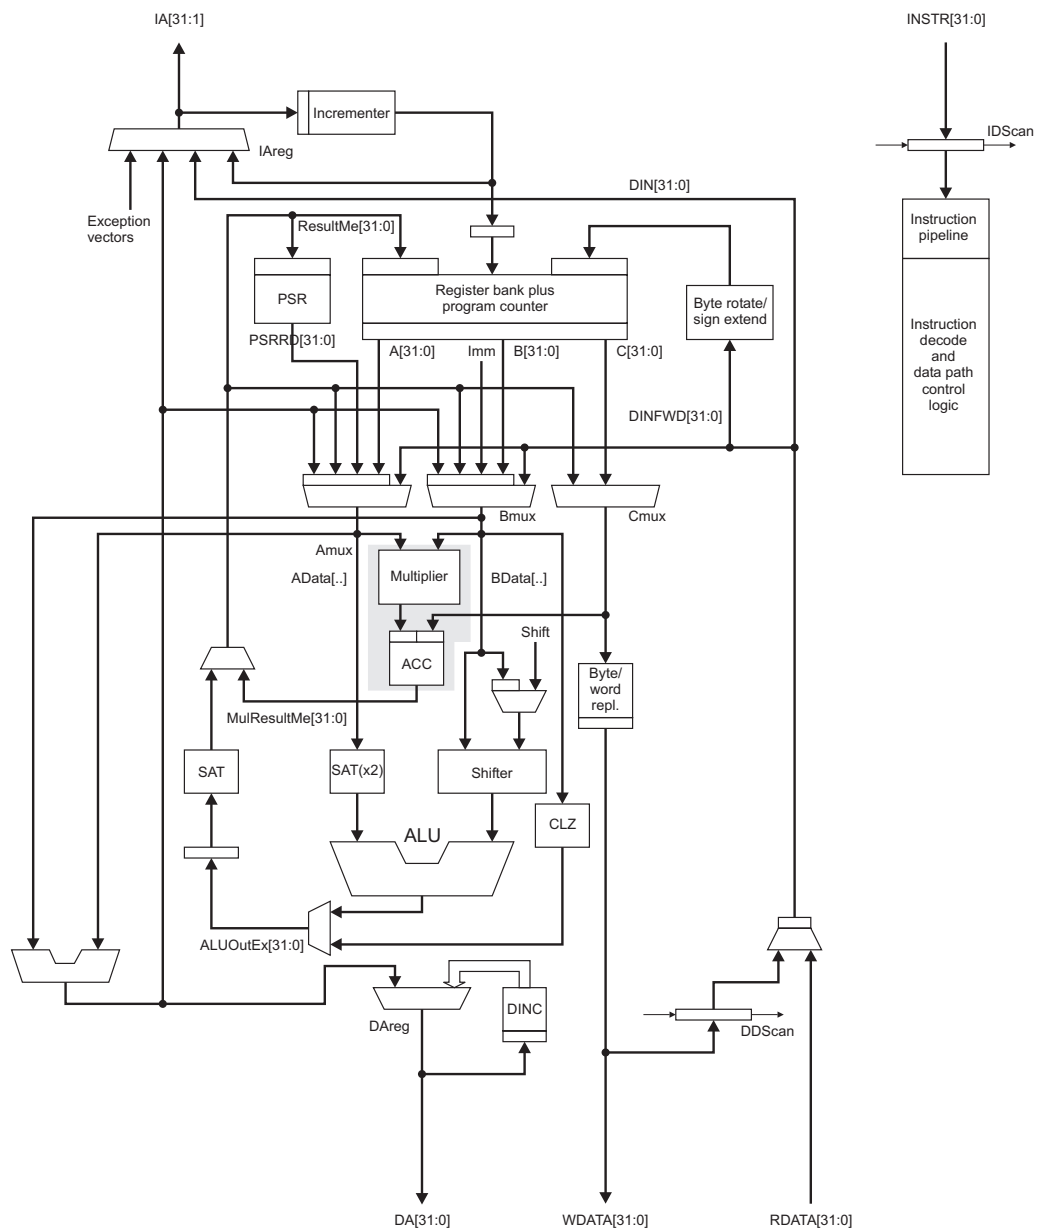 IA[31:1]
INSTR[31:0]
Incrementer
IDScan
IAreg
DIN[31:0]
Exception
vectors
ResultMe[31:0]
Instruction
pipeline
PSR
Register bank plus
program counter
Byte rotate/
sign extend
Instruction
decode
and
data path
control
logic
PSRRD[31:0]
A[31:0]
Imm
B[31:0]
C[31:0]
DINFWD[31:0]
Bmux
Cmux
Amux
Multiplier
AData[..]
BData[..]
Shift
ACC
Byte/
word
repl.
MulResultMe[31:0]
SAT
SAT(x2)
Shifter
CLZ
ALU
ALUOutEx[31:0]
DINC
DAreg
DDScan
DA[31:0]
WDATA[31:0]
RDATA[31:0]